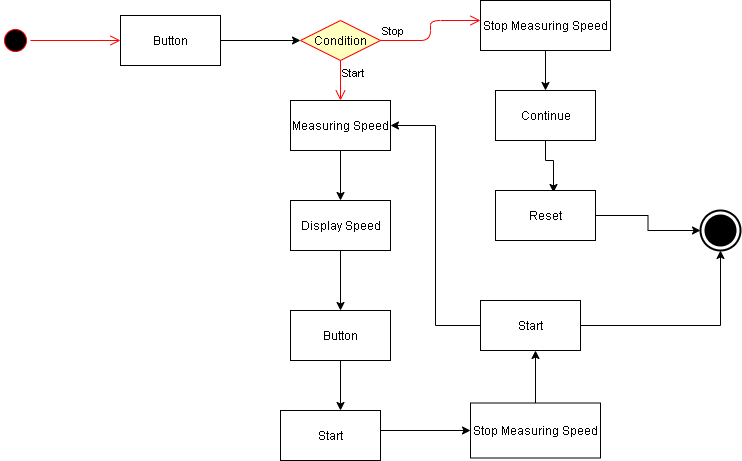 Button
Condition
Stop
Stop Measuring Speed
Start
Measuring Speed
Continue
Display Speed
Reset
Button
Start
Start
Stop Measuring Speed